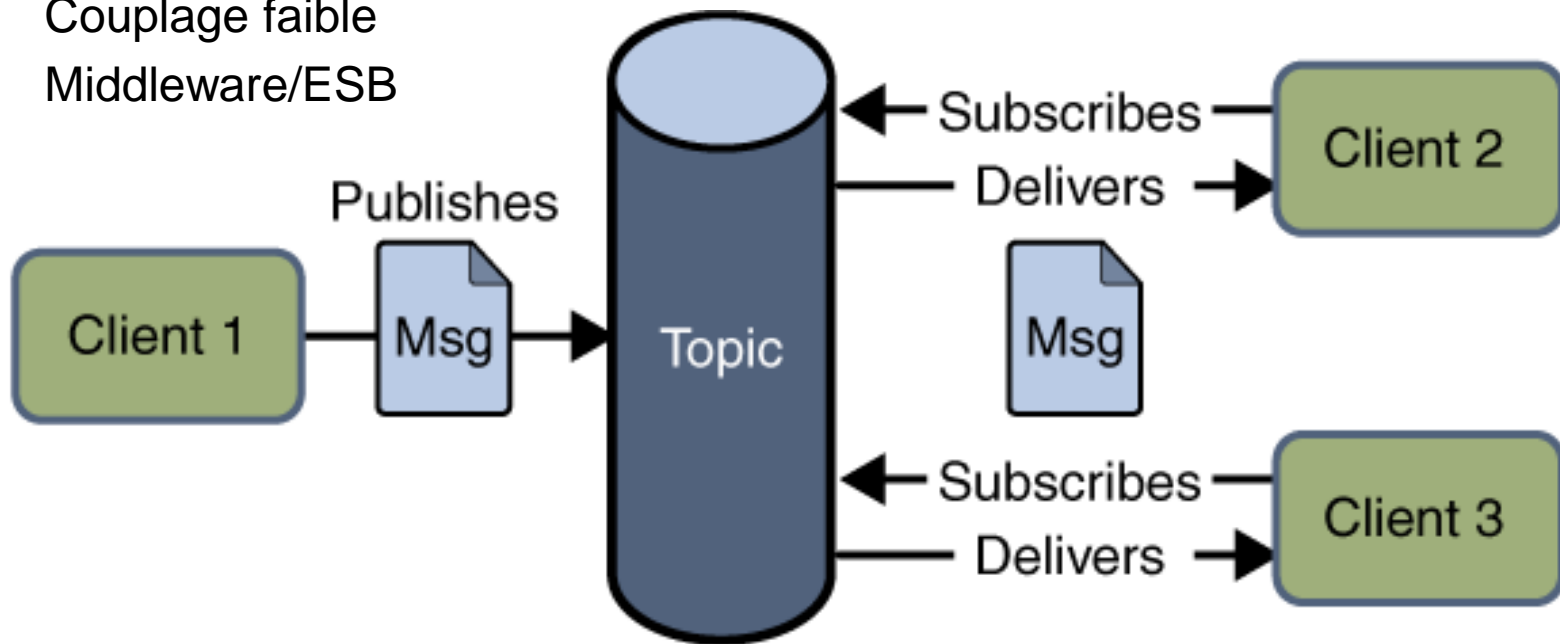 Couplage faible
Middleware/ESB
Publishes
Client 1
Msg
Topic
Subscribes
Delivers
Client 2
Msg
Subscribes
Delivers
Client 3